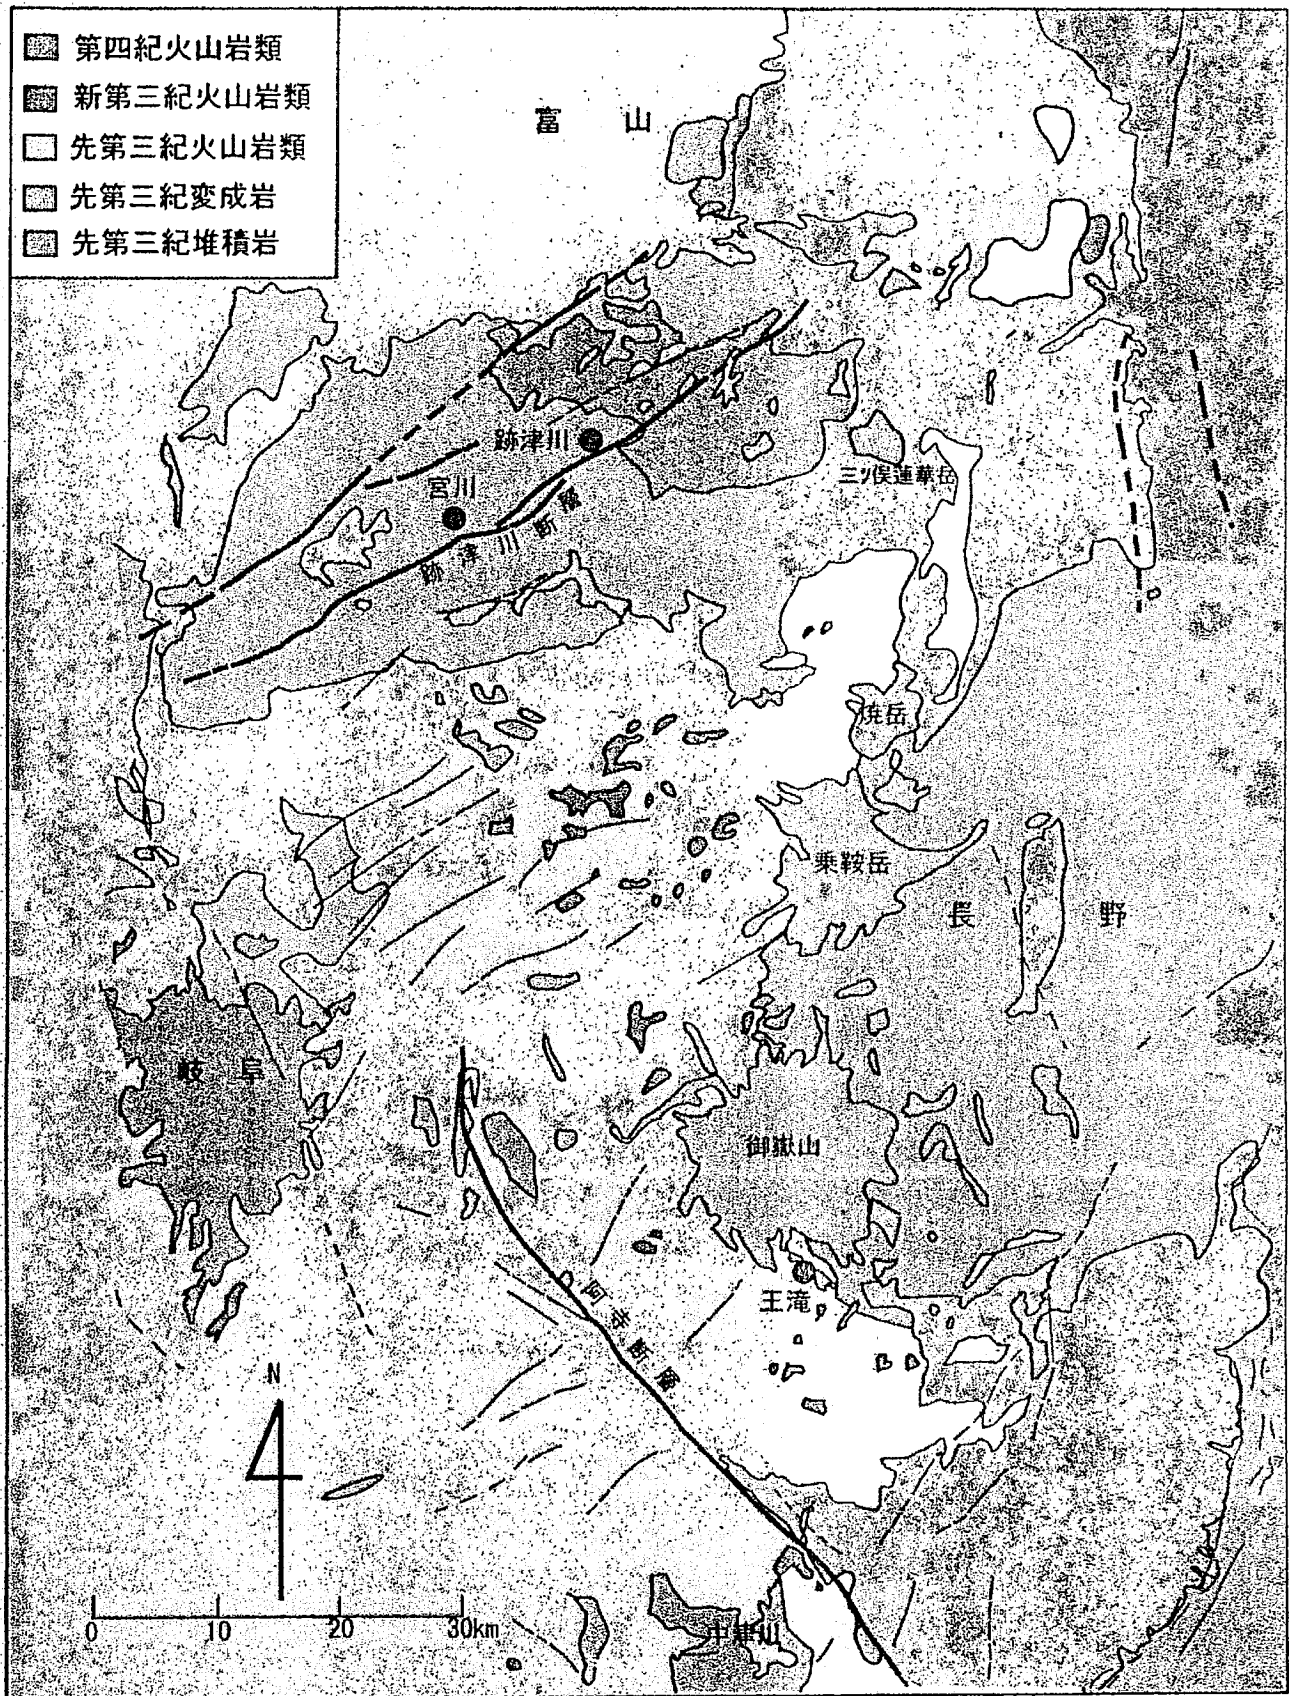 第四紀火山岩類
新第三紀火山岩類
先第三紀火山岩類
先第三紀変成岩
先第三紀堆積岩
富山
跡津川
三ツ俣蓮華岳
宮川
跡津川断層
焼岳
乗鞍岳
長野
岐阜
御嶽山
王滝
阿寺断層
N
0 10 20 30km
中津川